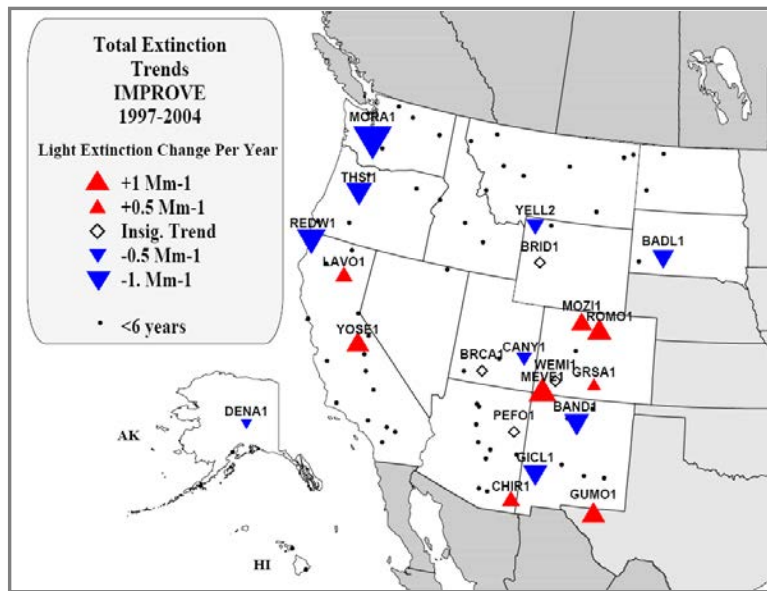 Total Extinction
Trends
IMPROVE
1997-2004
Light Extinction Change Per Year
+1 Mm-1
+0.5 Mm-1
Insig. Trend
-0.5 Mm-1
-1. Mm-1
<6 years
MORA1
THSI1
REDW1
LAVO1
YOSE1
YELL2
BRID1
BADL1
MOZI1
ROMO1
BRCA1
CANY1
WEMI1
MEVE1
GRSA1
PEFO1
BAND1
GICL1
CHIR1
GUMO1
DENA1
AK
HI